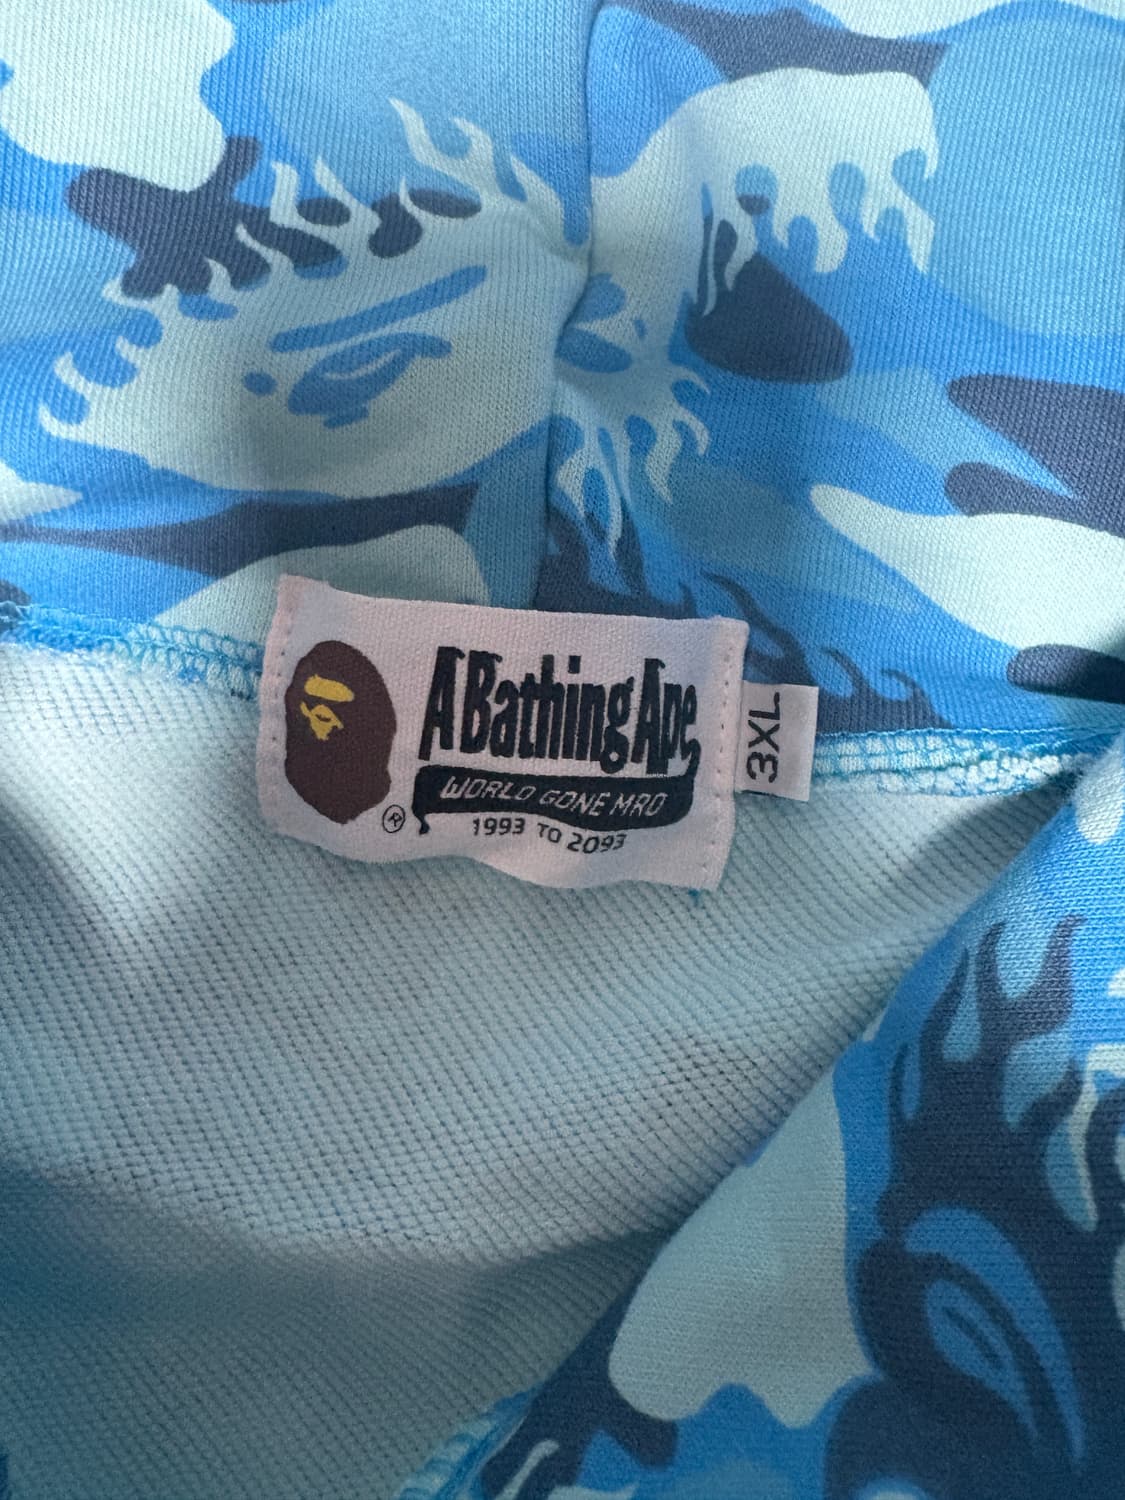 A Bathing Ape
WORLD GONE MAD
1993 TO 2093
®
3XL